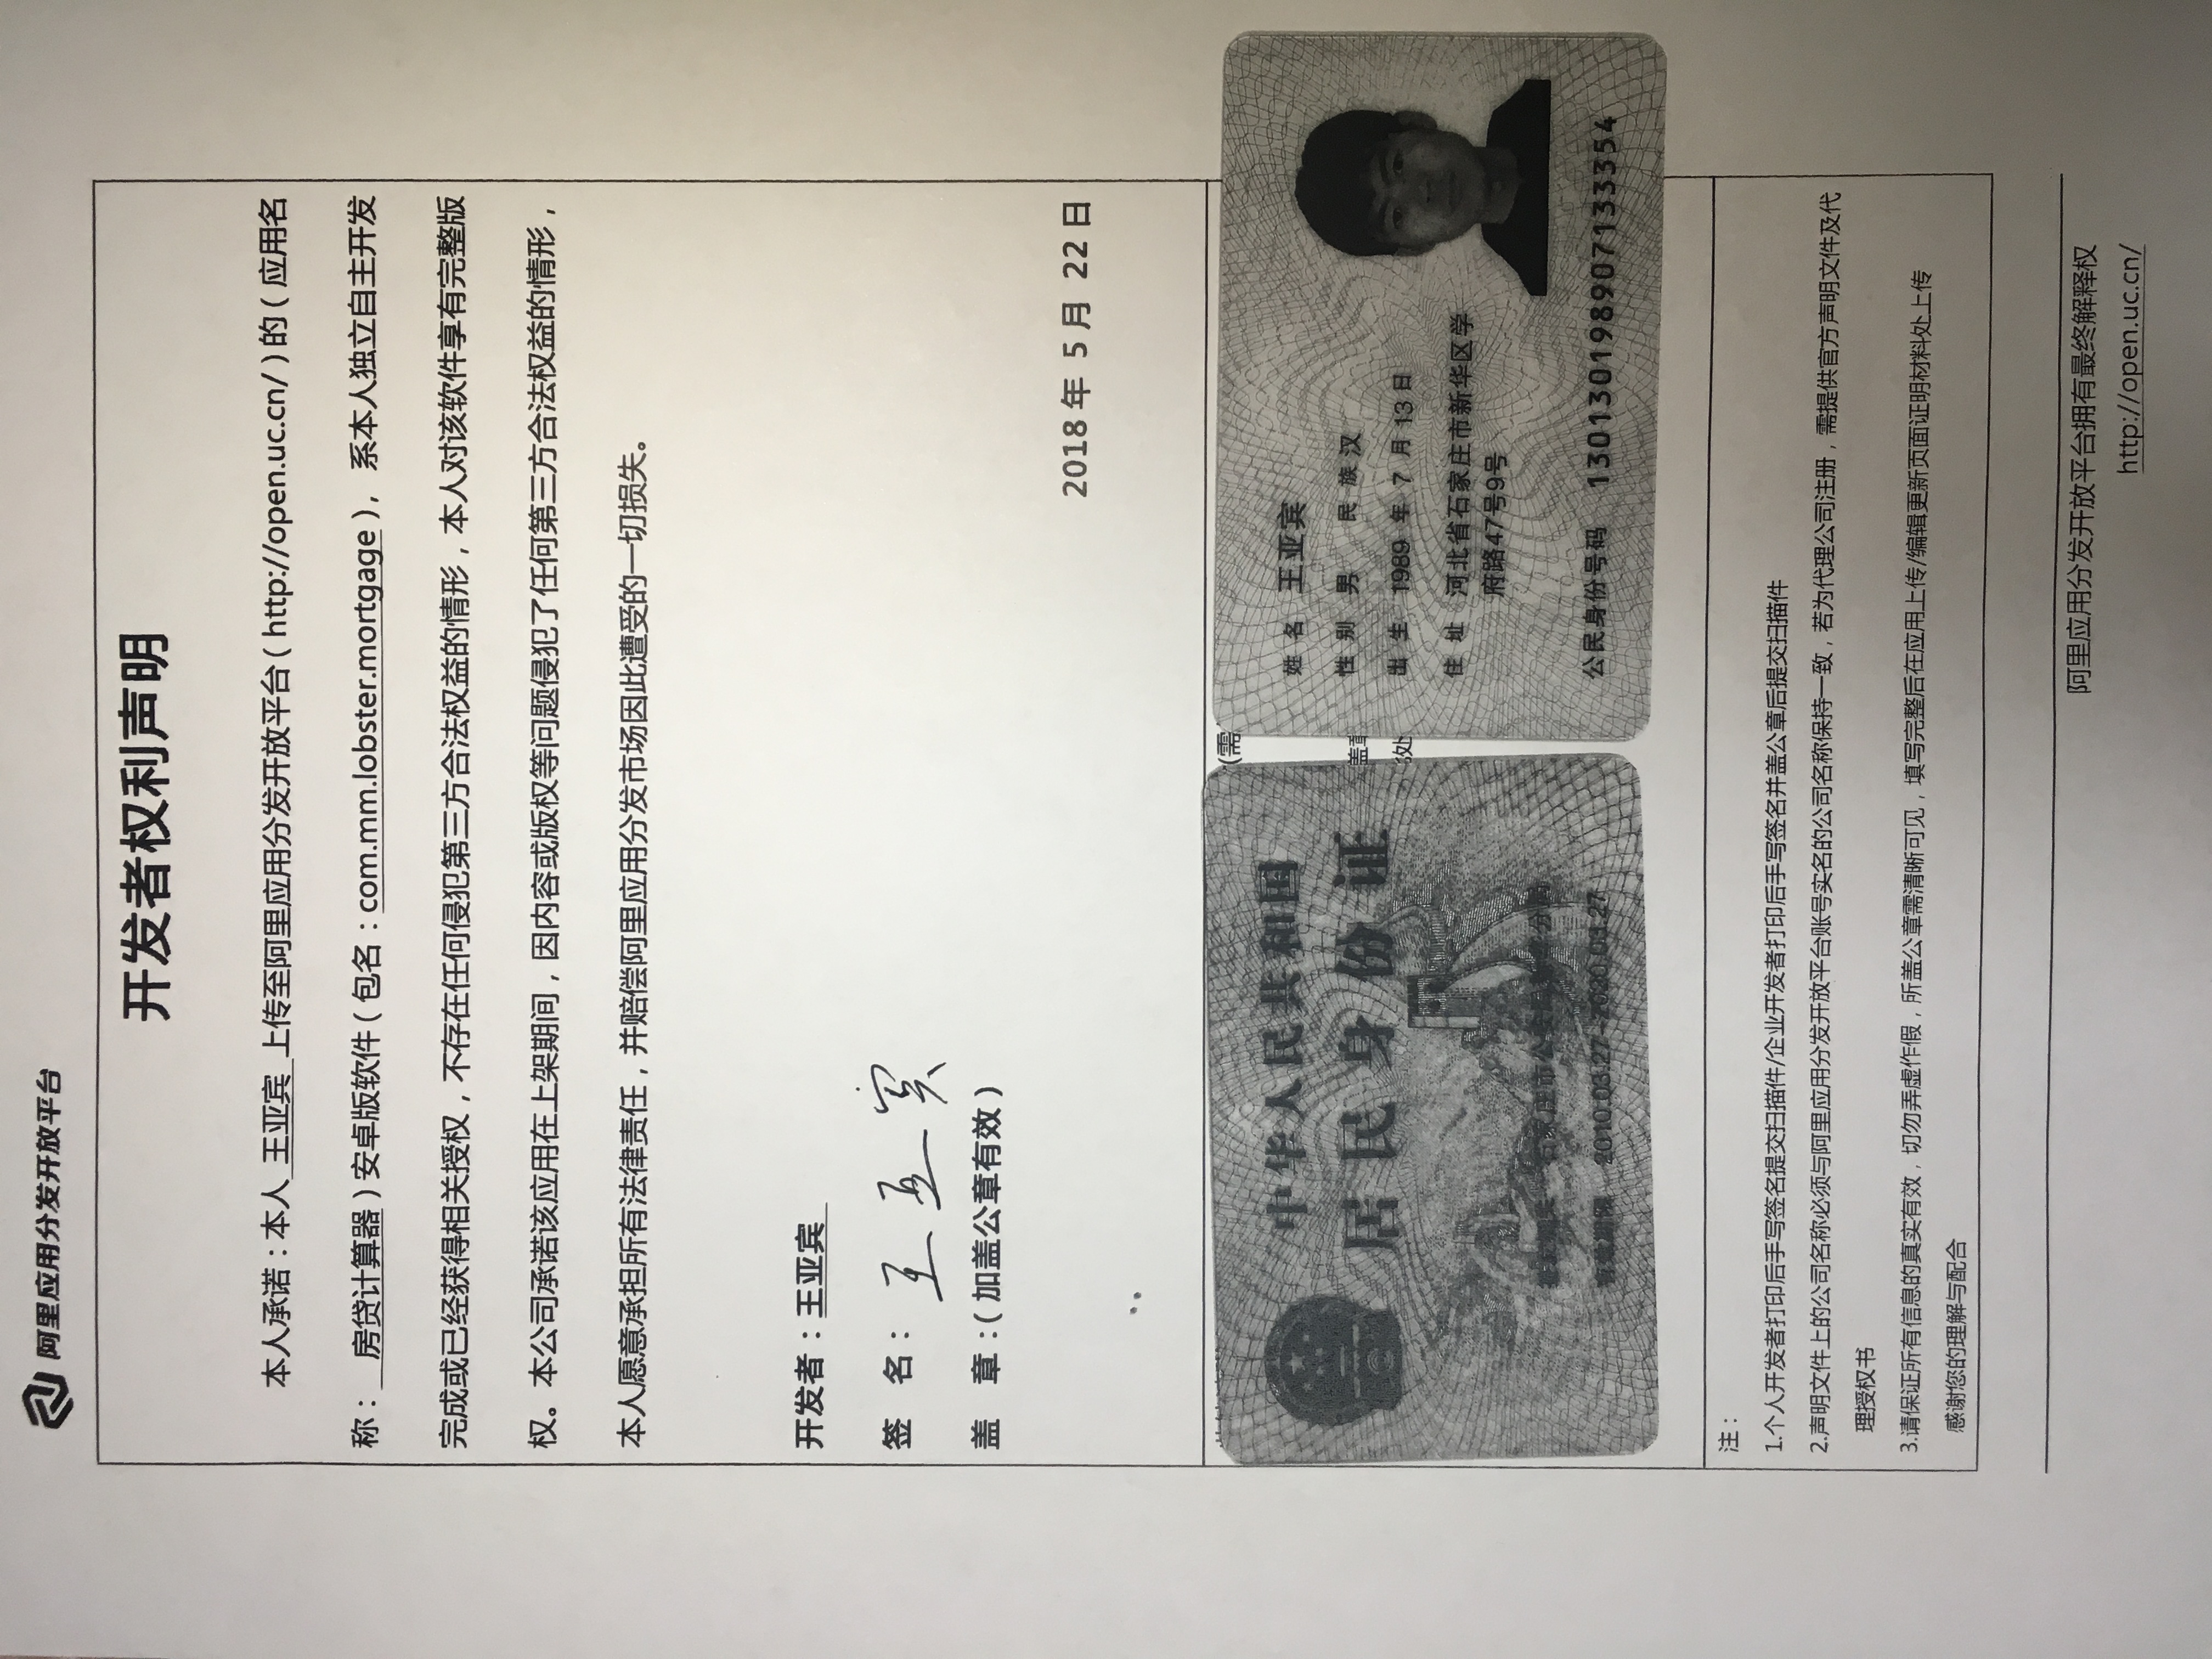 阿里应用分发开放平台
开发者权利声明
本人承诺：本人 王亚宾 上传至阿里应用分发开放平台（http://open.uc.cn/）的（应用名
称： 房贷计算器）安卓版软件（包名：com.mm.lobster.mortgage），系本人独立自主开发
完成或已经获得相关授权，不存在任何侵犯第三方合法权益的情形，本人对该软件享有完整版
权。本公司承诺该应用在上架期间，因内容或版权等问题侵犯了任何第三方合法权益的情形，
本人愿意承担所有法律责任，并赔偿阿里应用分发市场因此遭受的一切损失。
开发者：王亚宾
签 名：王亚宾
盖 章：（加盖公章有效）
2018 年 5 月 22 日
(需
盖章
处
中华人民共和国
居民身份证
签发机关 石家庄市公安局新华分局
有效期限 2010.03.27-2020.03.27
姓名 王亚宾
性别 男 民族 汉
出生 1989 年 7 月 13 日
住址 河北省石家庄市新华区学
府路47号9号
公民身份号码 130130198907133354
注：
1.个人开发者打印后手写签名提交扫描件/企业开发者打印后手写签名并盖公章后提交扫描件
2.声明文件上的公司名称必须与阿里应用分发开放平台账号实名的公司名称保持一致，若为代理公司注册，需提供官方声明文件及代
理授权书
3.请保证所有信息的真实有效，切勿弄虚作假，所盖公章需清晰可见，填写完整后在应用上传/编辑更新页面证明材料处上传
感谢您的理解与配合
阿里应用分发开放平台拥有最终解释权
http://open.uc.cn/